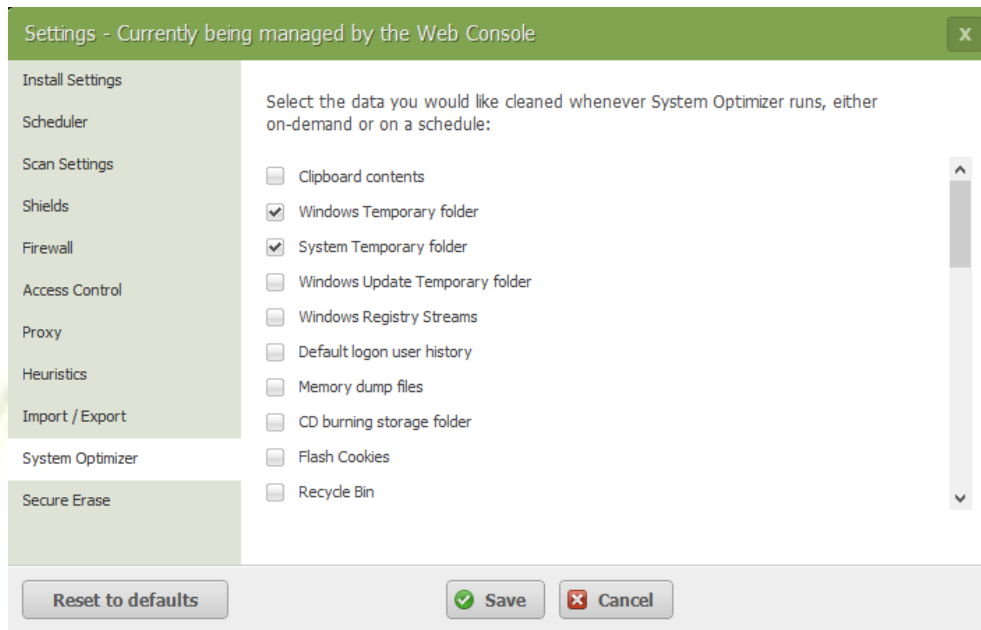 Settings - Currently being managed by the Web Console
x
Install Settings
Scheduler
Scan Settings
Shields
Firewall
Access Control
Proxy
Heuristics
Import / Export
System Optimizer
Secure Erase
Select the data you would like cleaned whenever System Optimizer runs, either
on-demand or on a schedule:
Clipboard contents
Windows Temporary folder
System Temporary folder
Windows Update Temporary folder
Windows Registry Streams
Default logon user history
Memory dump files
CD burning storage folder
Flash Cookies
Recycle Bin
Reset to defaults
Save
Cancel